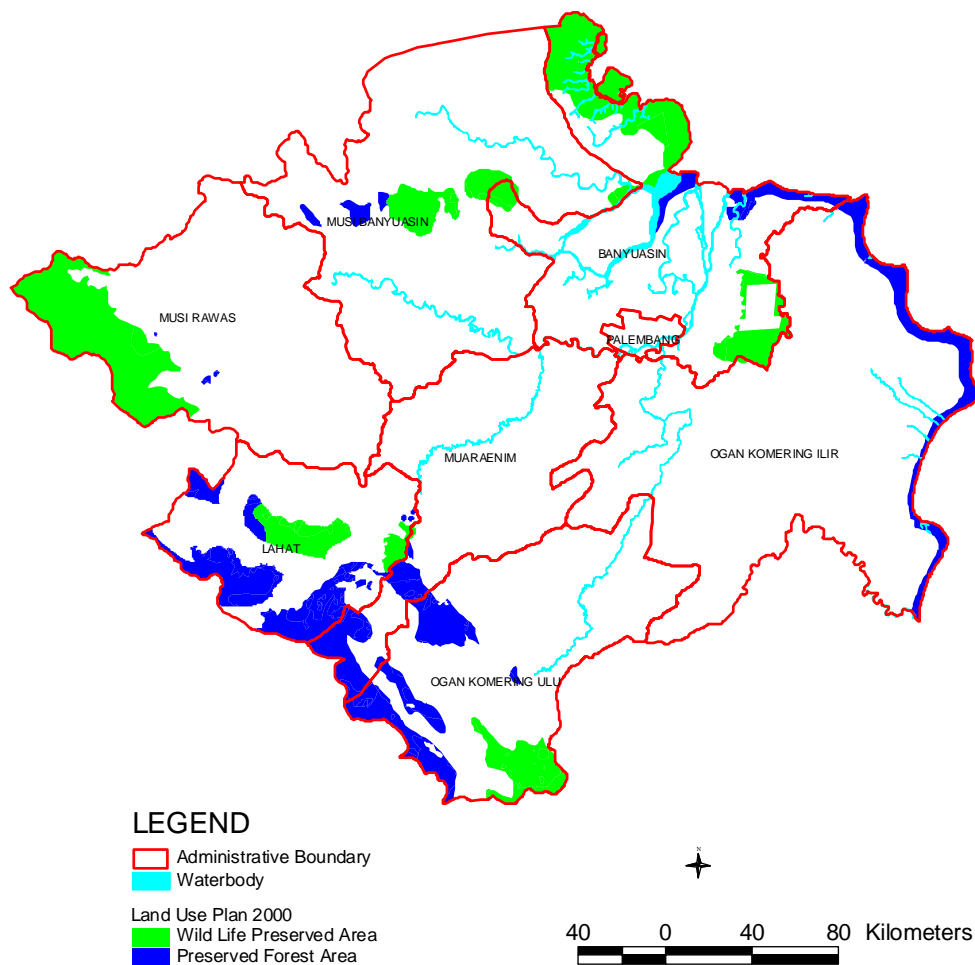 MUSI BANYUASIN
BANYUASIN
MUSI RAWAS
PALEMBANG
MUARAENIM
OGAN KOMERING ILIR
LAHAT
OGAN KOMERING ULU
LEGEND
Administrative Boundary
Waterbody
N
Land Use Plan 2000
Wild Life Preserved Area
Preserved Forest Area
40 0 40 80 Kilometers